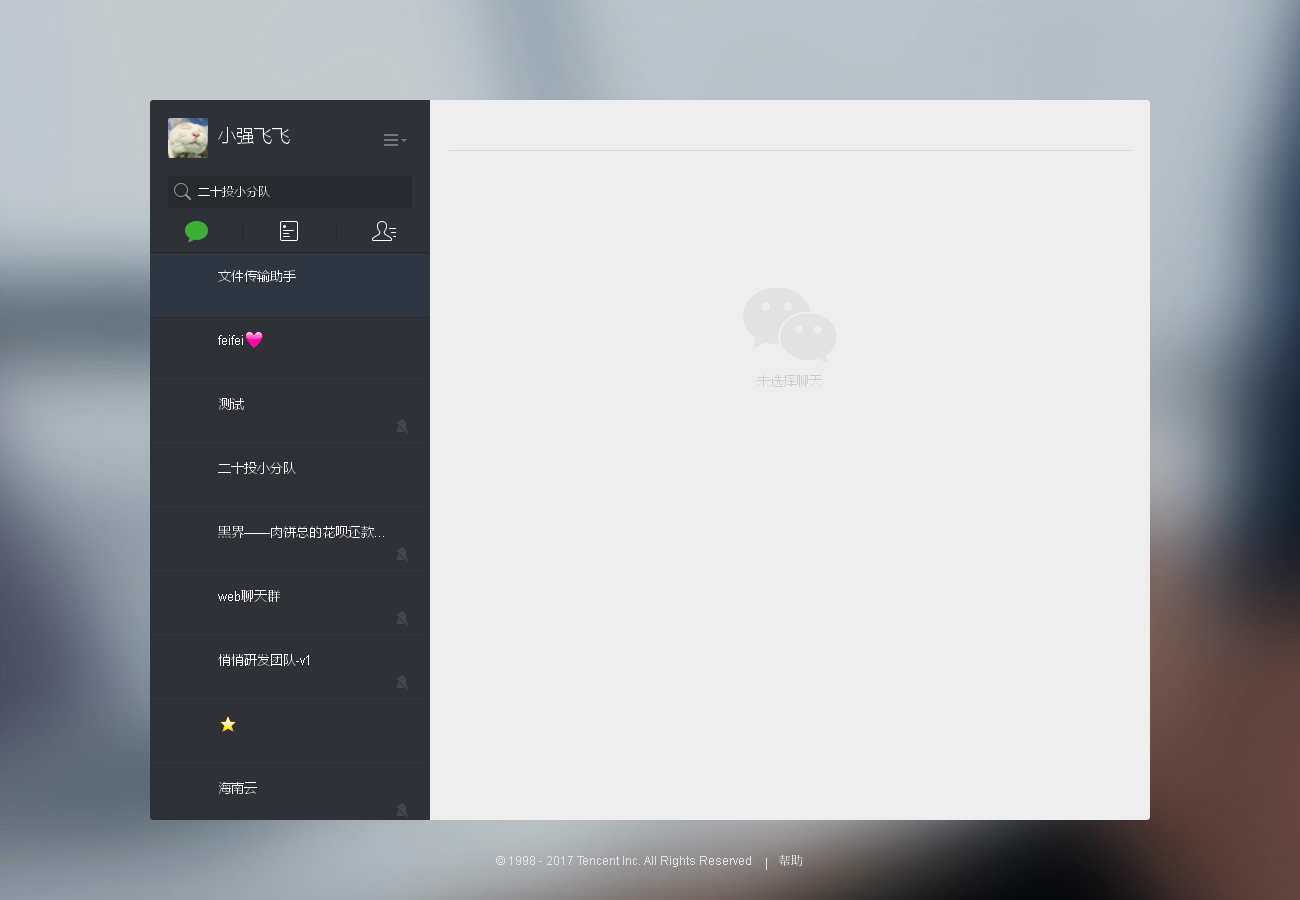 小强飞飞
二十投小分队
文件传输助手
feifei💗
测试
二十投小分队
黑界——肉饼总的花呗还款...
web聊天群
悄悄研发团队-v1
⭐
海南云
未选择聊天
© 1998 - 2017 Tencent Inc. All Rights Reserved | 帮助